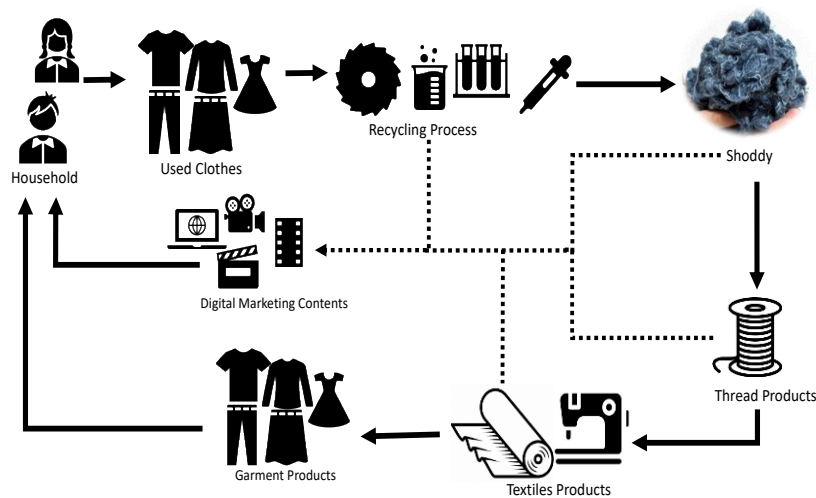 Household
Used Clothes
Recycling Process
Shoddy
Digital Marketing Contents
Thread Products
Garment Products
Textiles Products